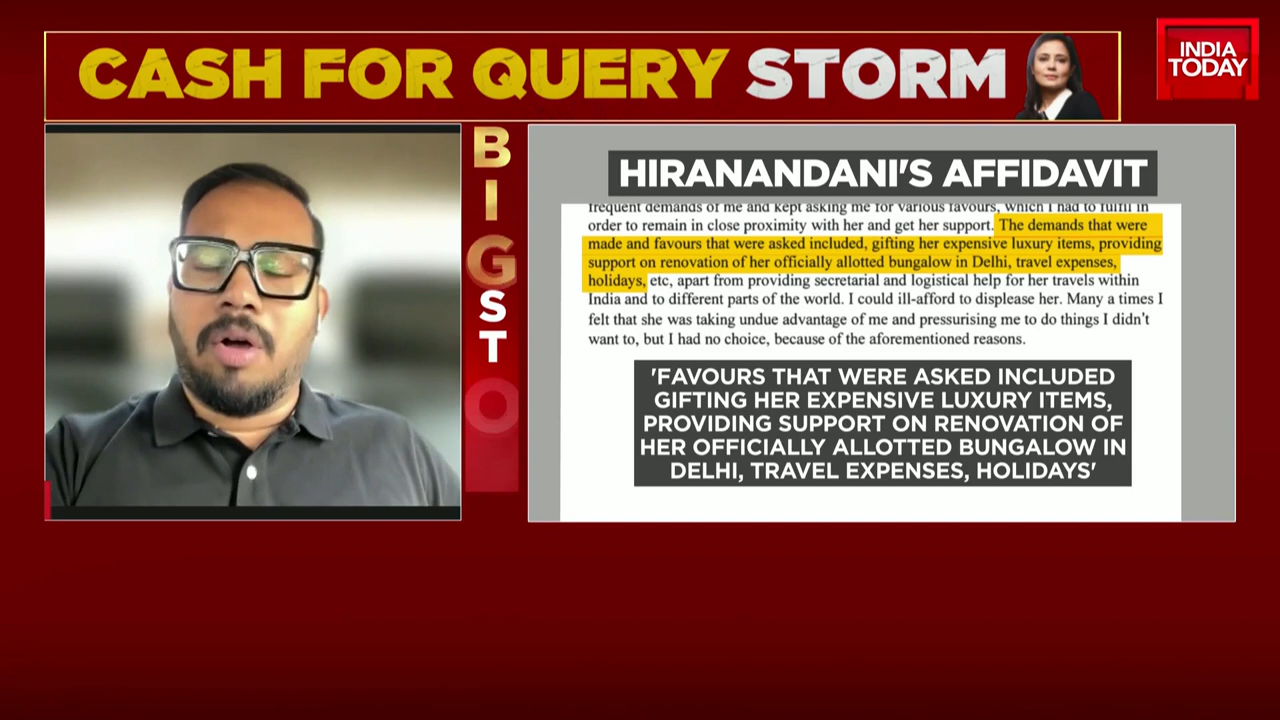 CASH FOR QUERY STORM
INDIA
TODAY
B
I
G
S
T
O
HIRANANDANI'S AFFIDAVIT
frequent demands of me and kept asking me for various favours, which I had to fulfil in
order to remain in close proximity with her and get her support. The demands that were
made and favours that were asked included, gifting her expensive luxury items, providing
support on renovation of her officially allotted bungalow in Delhi, travel expenses,
holidays, etc, apart from providing secretarial and logistical help for her travels within
India and to different parts of the world. I could ill-afford to displease her. Many a times I
felt that she was taking undue advantage of me and pressurising me to do things I didn't
want to, but I had no choice, because of the aforementioned reasons.
'FAVOURS THAT WERE ASKED INCLUDED
GIFTING HER EXPENSIVE LUXURY ITEMS,
PROVIDING SUPPORT ON RENOVATION OF
HER OFFICIALLY ALLOTTED BUNGALOW IN
DELHI, TRAVEL EXPENSES, HOLIDAYS'